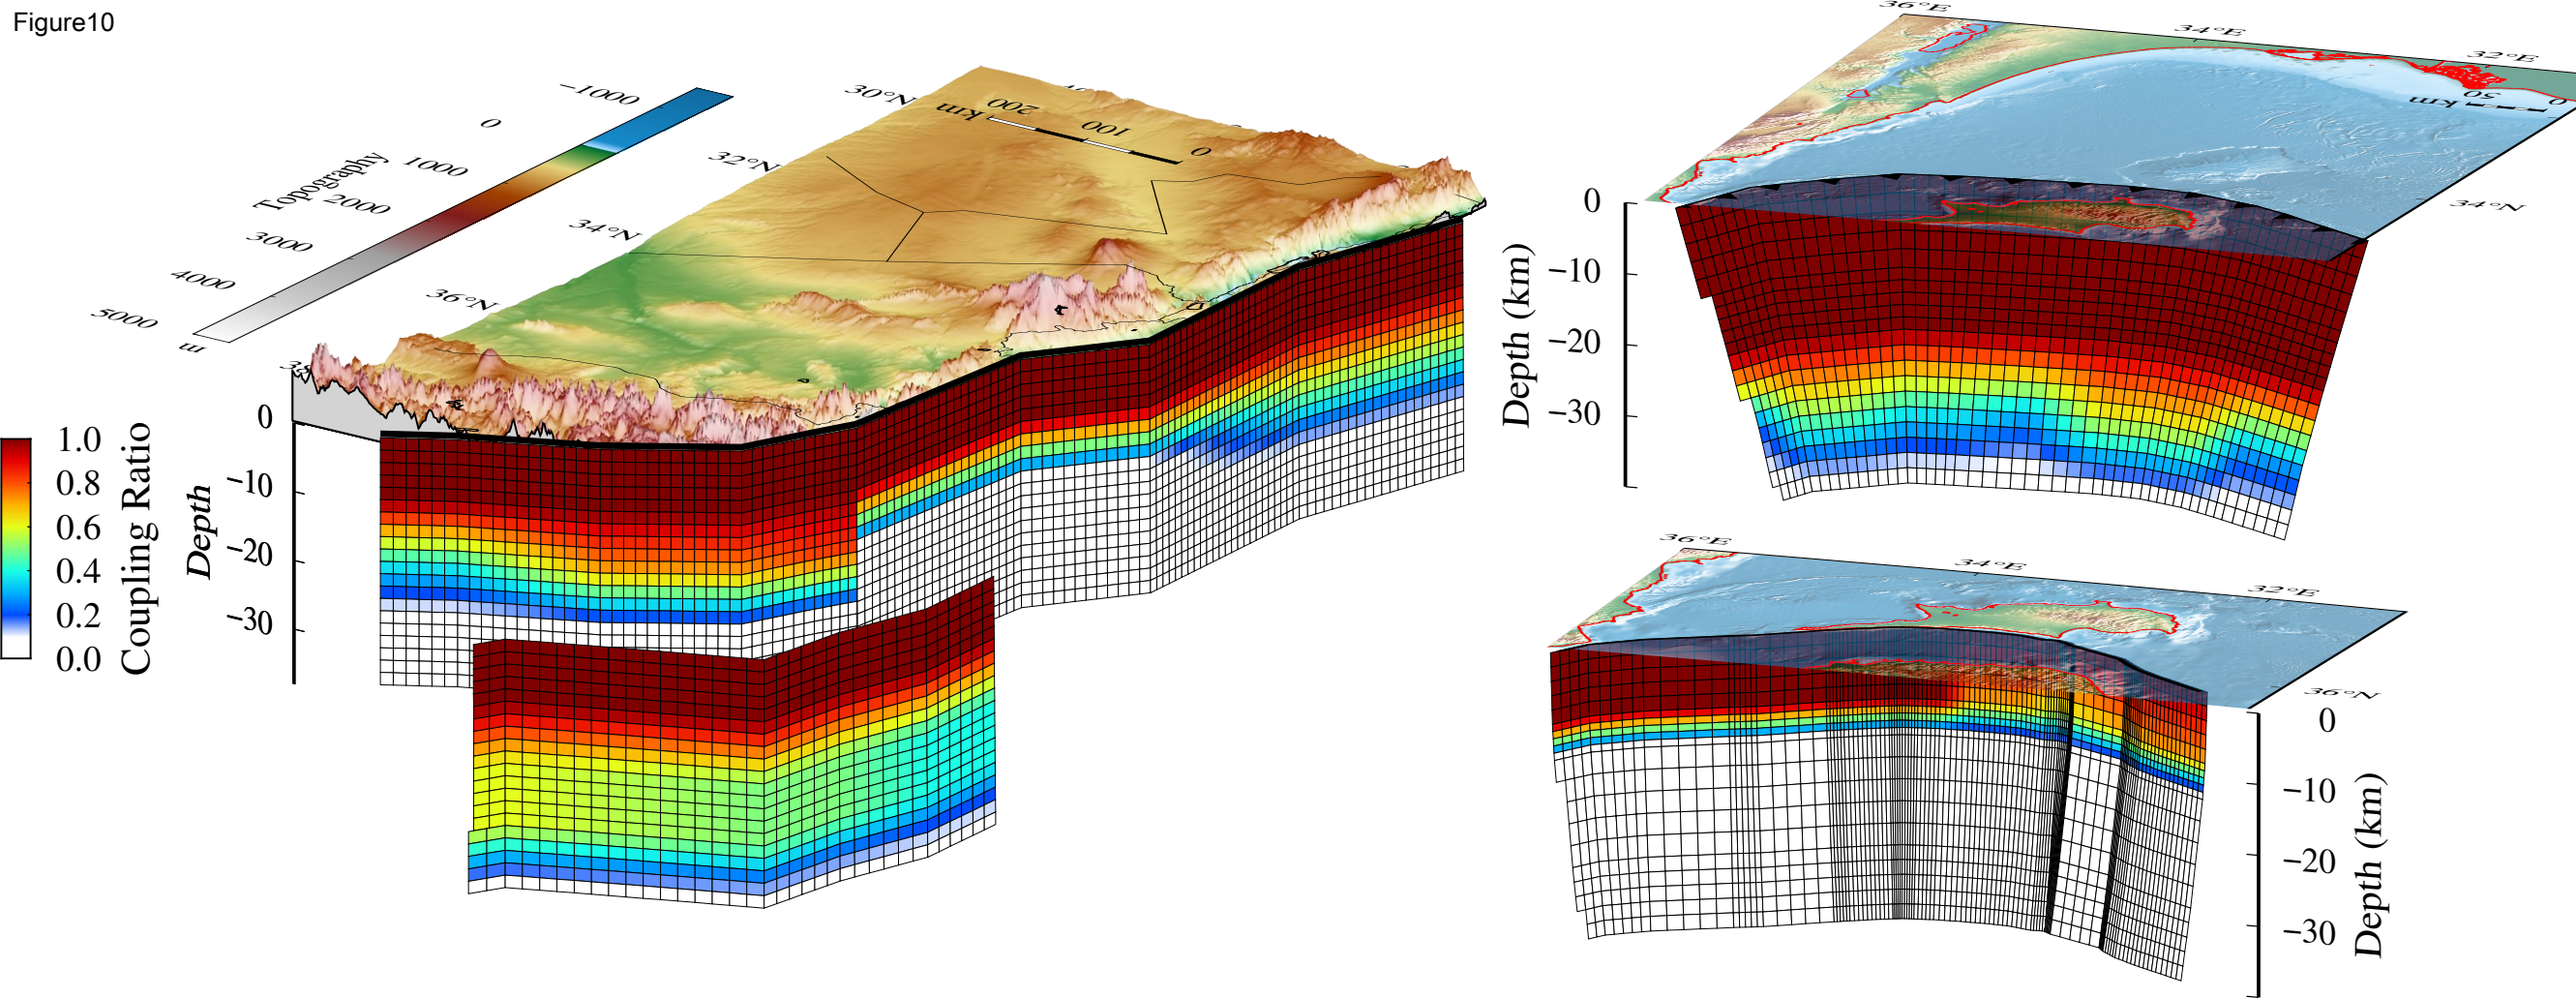 Figure10
−1000
0
1000
2000
3000
4000
5000
m
Topography
30°N
32°N
34°N
36°N
38
km
200
100
0
1.0
0.8
0.6
0.4
0.2
0.0
Coupling Ratio
0
−10
−20
−30
Depth
36°E
34°E
32°E
km
50
0
34°N
0
−10
−20
−30
Depth (km)
36°E
34°E
32°E
36°N
0
−10
−20
−30
Depth (km)